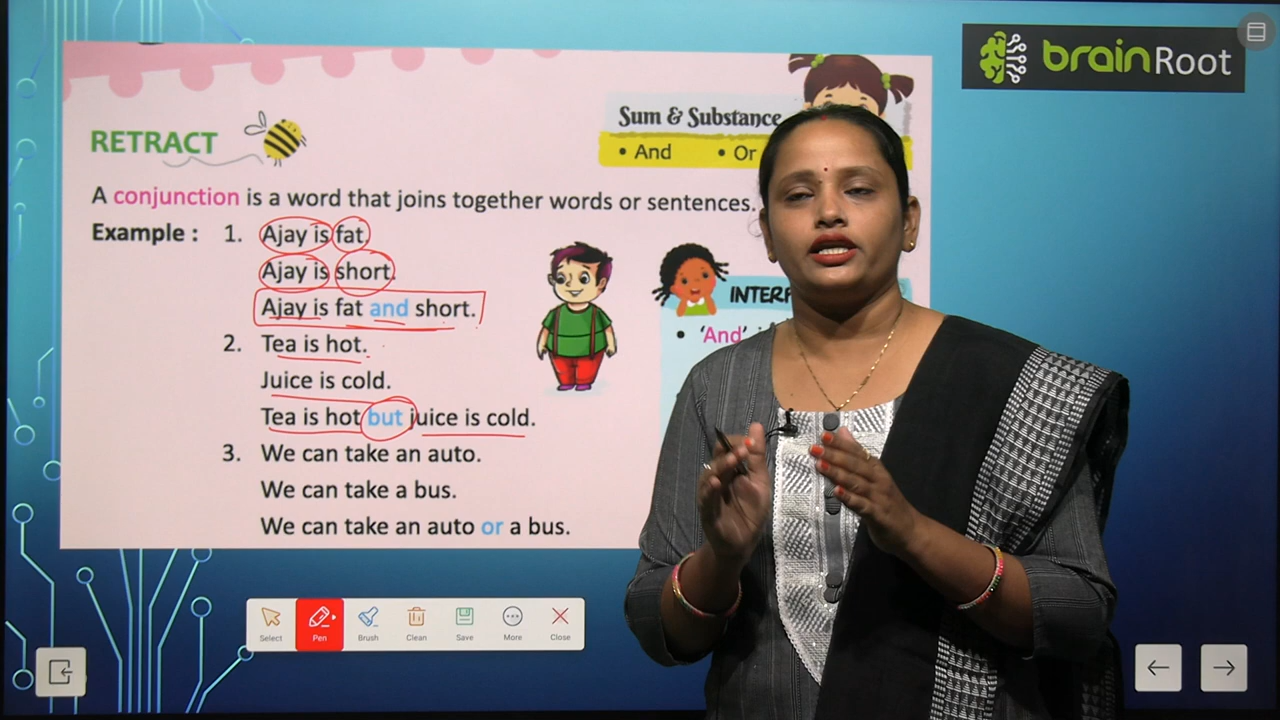 brainRoot
Sum & Substance
• And • Or
RETRACT
A conjunction is a word that joins together words or sentences.
Example : 1. Ajay is fat.
Ajay is short.
Ajay is fat and short.
2. Tea is hot.
Juice is cold.
Tea is hot but juice is cold.
3. We can take an auto.
We can take a bus.
We can take an auto or a bus.
• 'And'
Select Pen Brush Clean Save More Close